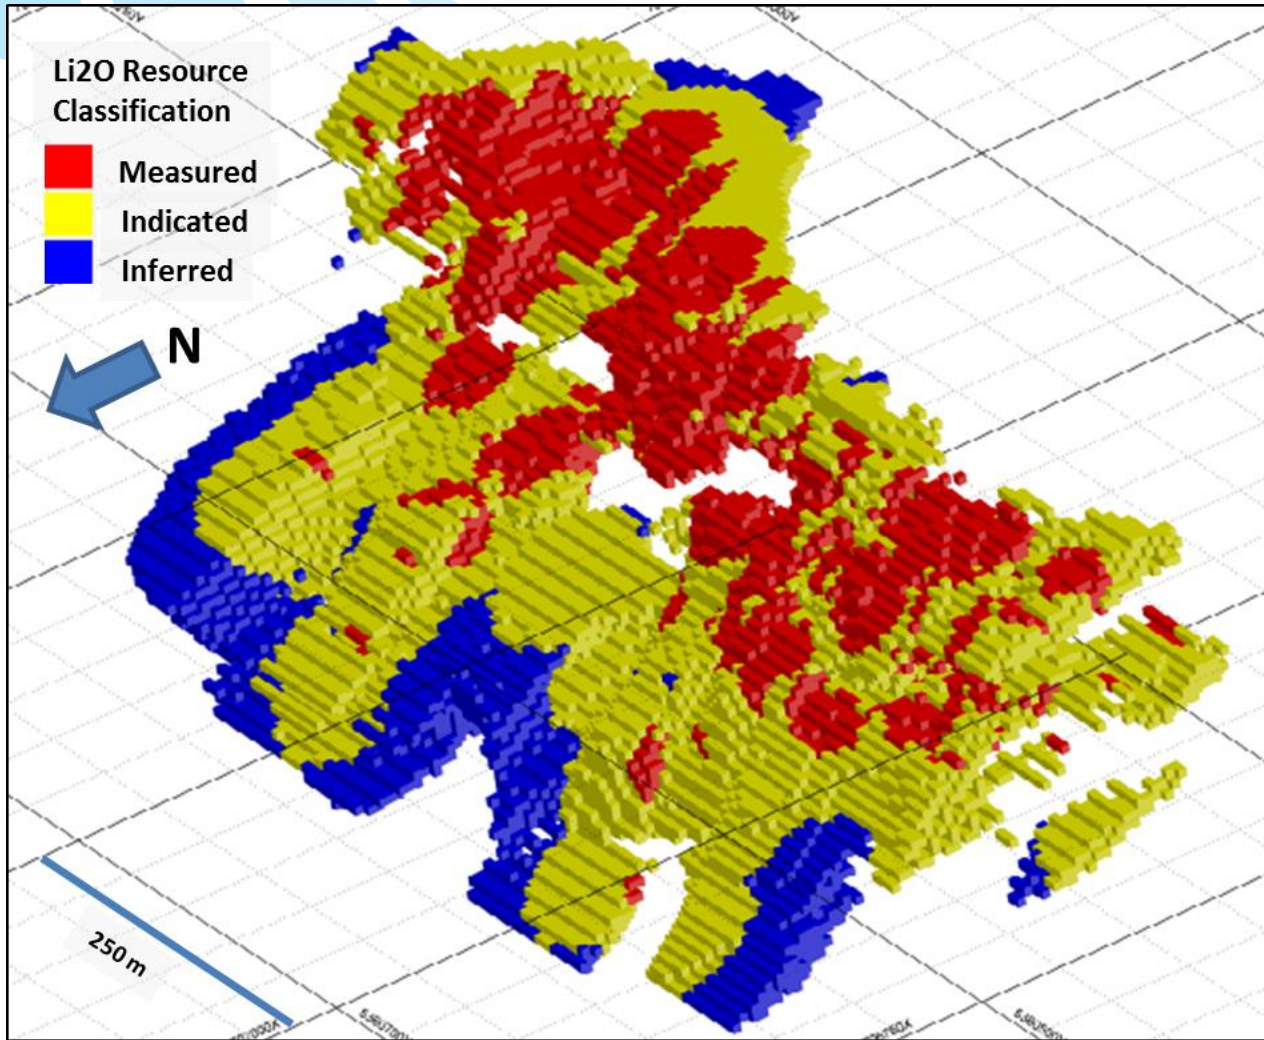 Li2O Resource
Classification
Measured
Indicated
Inferred
N
250 m